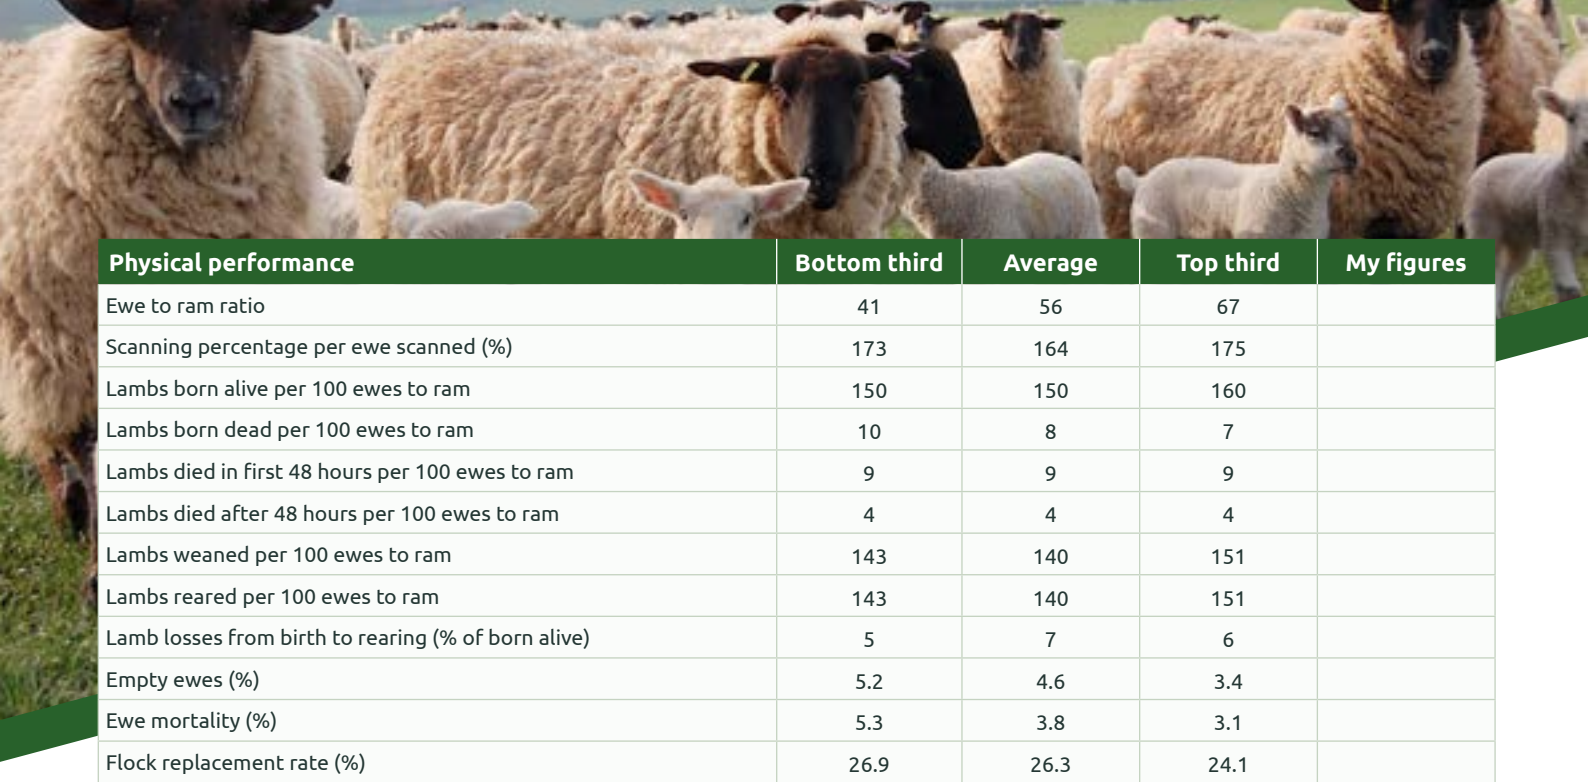 Physical performance Bottom third Average Top third My figures
Ewe to ram ratio 41 56 67
Scanning percentage per ewe scanned (%) 173 164 175
Lambs born alive per 100 ewes to ram 150 150 160
Lambs born dead per 100 ewes to ram 10 8 7
Lambs died in first 48 hours per 100 ewes to ram 9 9 9
Lambs died after 48 hours per 100 ewes to ram 4 4 4
Lambs weaned per 100 ewes to ram 143 140 151
Lambs reared per 100 ewes to ram 143 140 151
Lamb losses from birth to rearing (% of born alive) 5 7 6
Empty ewes (%) 5.2 4.6 3.4
Ewe mortality (%) 5.3 3.8 3.1
Flock replacement rate (%) 26.9 26.3 24.1